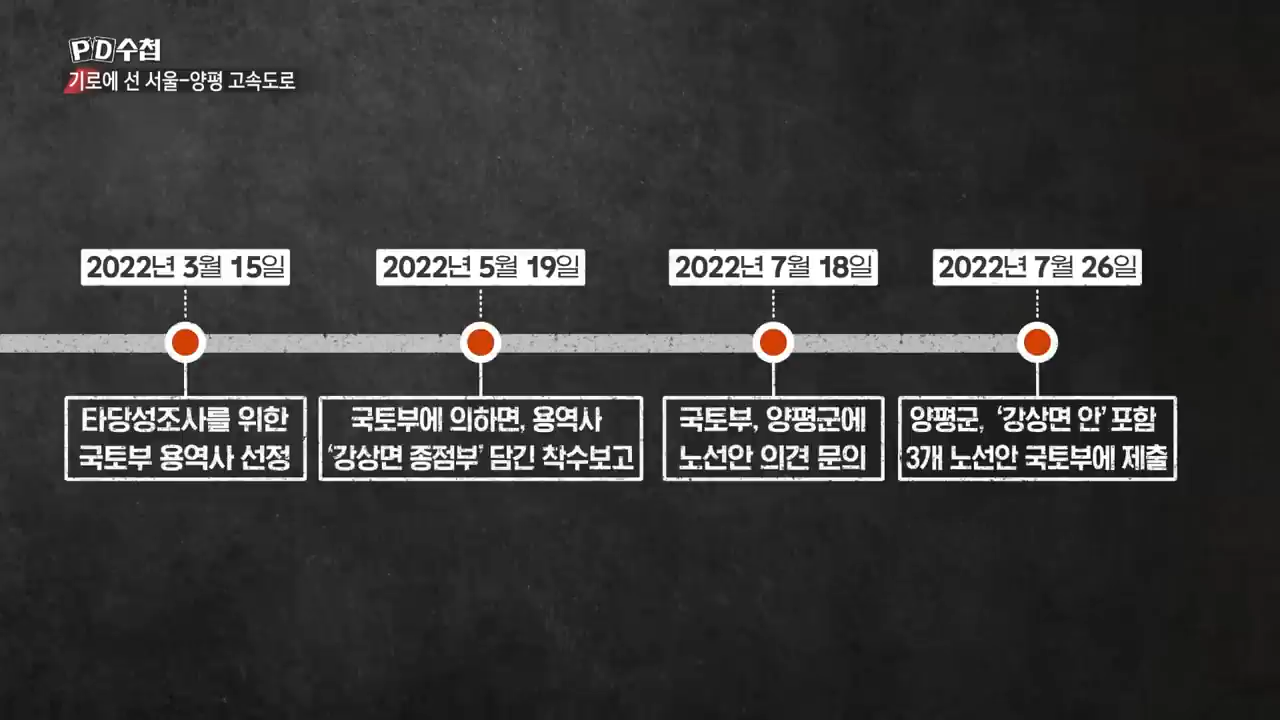 PD수첩
기로에 선 서울-양평 고속도로
2022년 3월 15일
타당성조사를 위한
국토부 용역사 선정
2022년 5월 19일
국토부에 의하면, 용역사
‘강상면 종점부’ 담긴 착수보고
2022년 7월 18일
국토부, 양평군에
노선안 의견 문의
2022년 7월 26일
양평군, ‘강상면 안’ 포함
3개 노선안 국토부에 제출